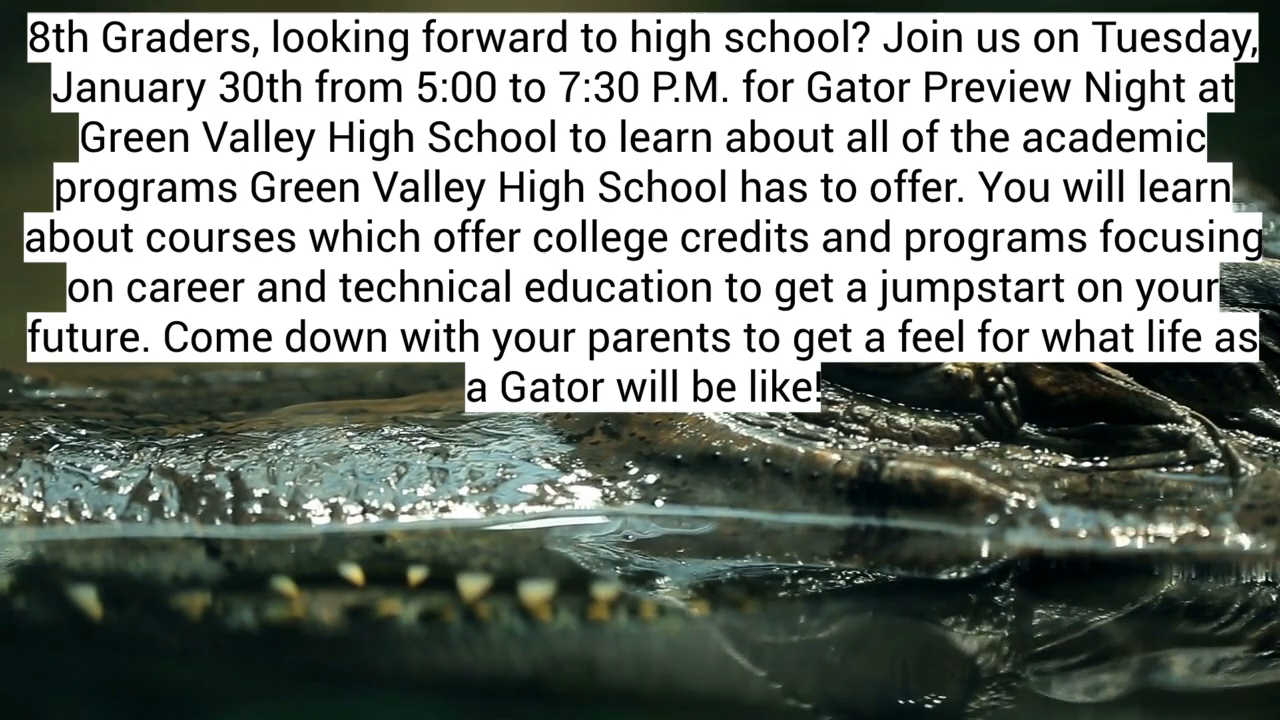 8th Graders, looking forward to high school? Join us on Tuesday,
January 30th from 5:00 to 7:30 P.M. for Gator Preview Night at
Green Valley High School to learn about all of the academic
programs Green Valley High School has to offer. You will learn
about courses which offer college credits and programs focusing
on career and technical education to get a jumpstart on your
future. Come down with your parents to get a feel for what life as
a Gator will be like!